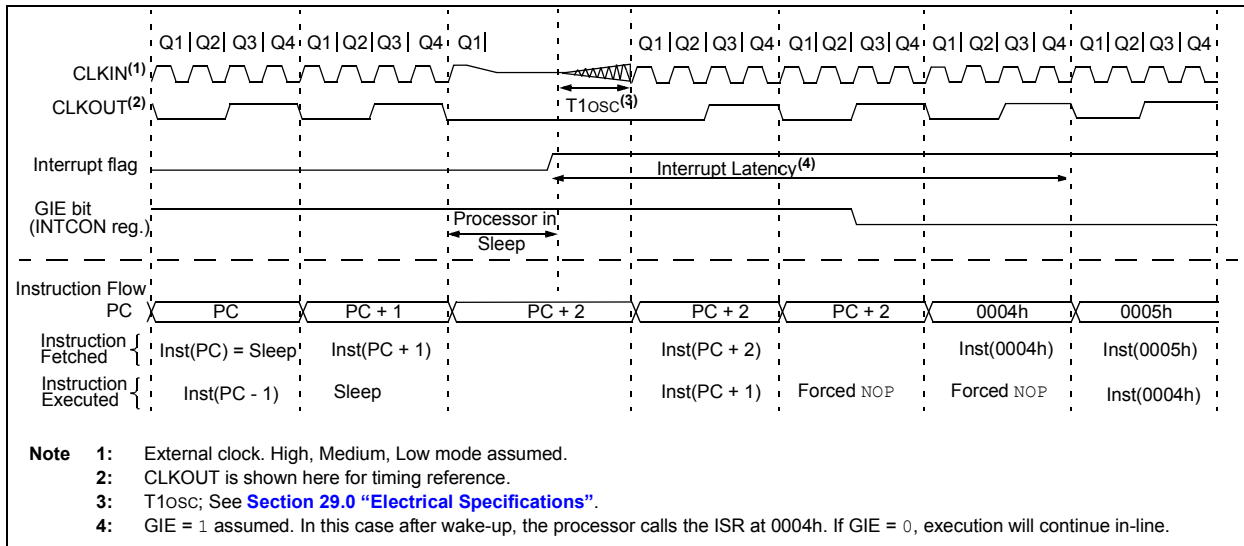 Q1 Q2 Q3 Q4 Q1 Q2 Q3 Q4 Q1 Q1 Q2 Q3 Q4 Q1 Q2 Q3 Q4 Q1 Q2 Q3 Q4 Q1 Q2 Q3 Q4
CLKIN(1)
CLKOUT(2)
T1OSC(3)
Interrupt flag
Interrupt Latency(4)
GIE bit
(INTCON reg.)
Processor in
Sleep
Instruction Flow
PC PC PC + 1 PC + 2 PC + 2 PC + 2 0004h 0005h
Instruction
Fetched
Inst(PC) = Sleep Inst(PC + 1) Inst(PC + 2) Inst(0004h) Inst(0005h)
Instruction
Executed
Inst(PC - 1) Sleep Inst(PC + 1) Forced NOP Forced NOP Inst(0004h)
Note 1: External clock. High, Medium, Low mode assumed.
2: CLKOUT is shown here for timing reference.
3: T1OSC; See Section 29.0 “Electrical Specifications”.
4: GIE = 1 assumed. In this case after wake-up, the processor calls the ISR at 0004h. If GIE = 0, execution will continue in-line.